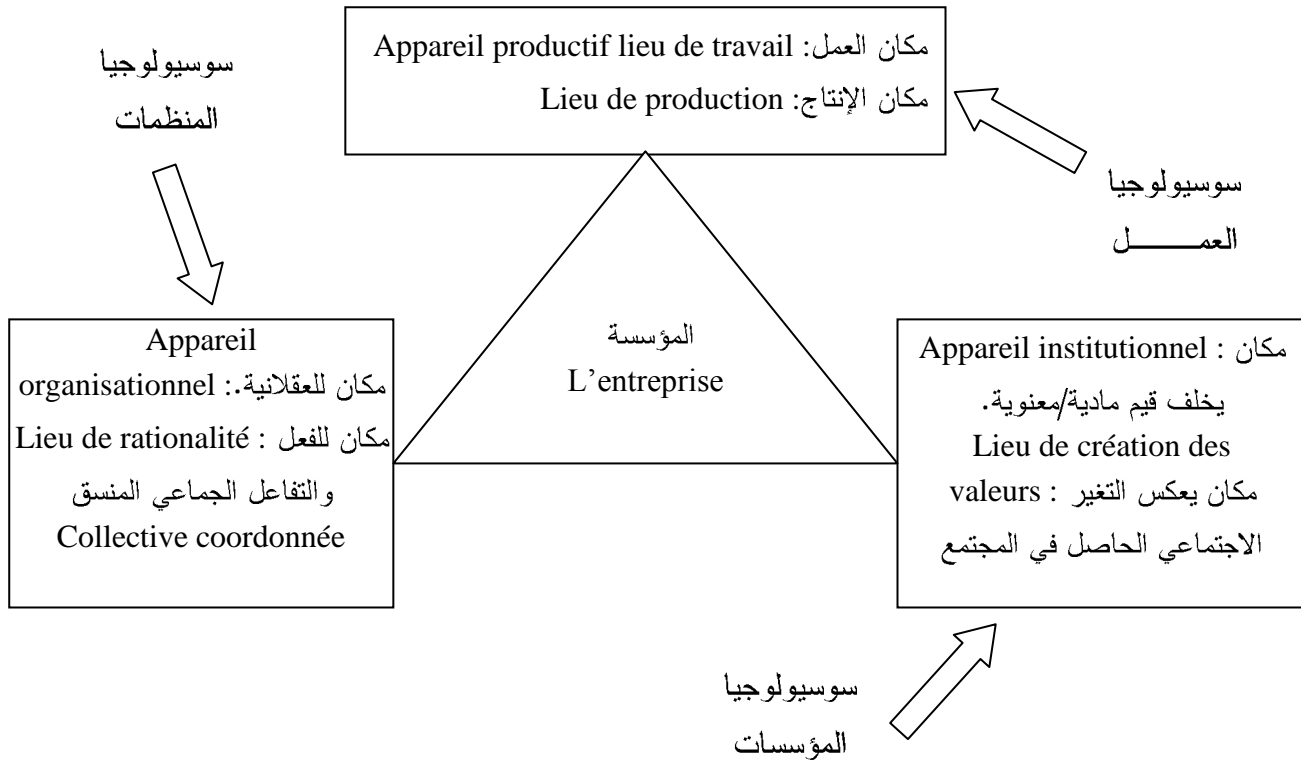 Appareil productif lieu de travail: مكان العمل
Lieu de production: مكان الإنتاج
سوسيولوجيا
المنظمات
سوسيولوجيا
العمـــــــل
المؤسسة
L’entreprise
Appareil
organisationnel :مكان للعقلانية.
Lieu de rationalité : مكان للفعل
والتفاعل الجماعي المنسق
Collective coordonnée
Appareil institutionnel : مكان
يخلف قيم مادية/معنوية.
Lieu de création des
valeurs : مكان يعكس التغير
الاجتماعي الحاصل في المجتمع
سوسيولوجيا
المؤسسات